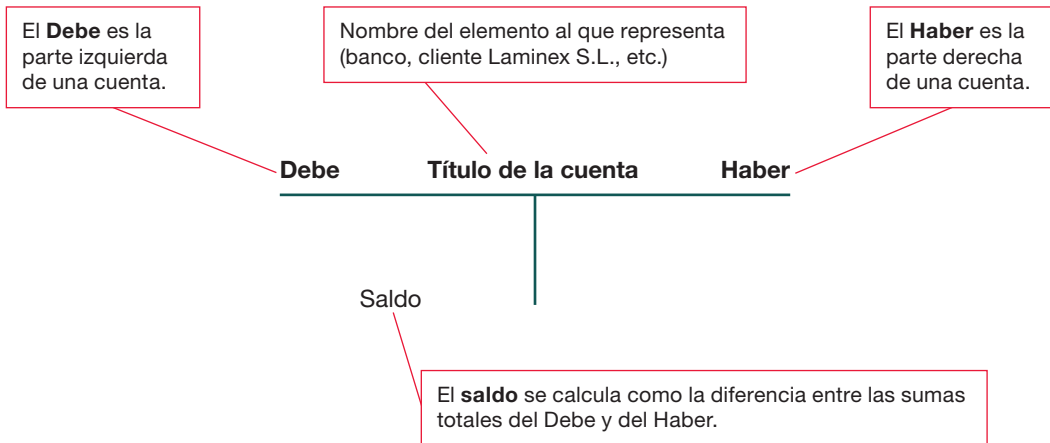 El Debe es la
parte izquierda
de una cuenta.
Nombre del elemento al que representa
(banco, cliente Laminex S.L., etc.)
El Haber es la
parte derecha
de una cuenta.
Debe Título de la cuenta Haber
Saldo
El saldo se calcula como la diferencia entre las sumas
totales del Debe y del Haber.